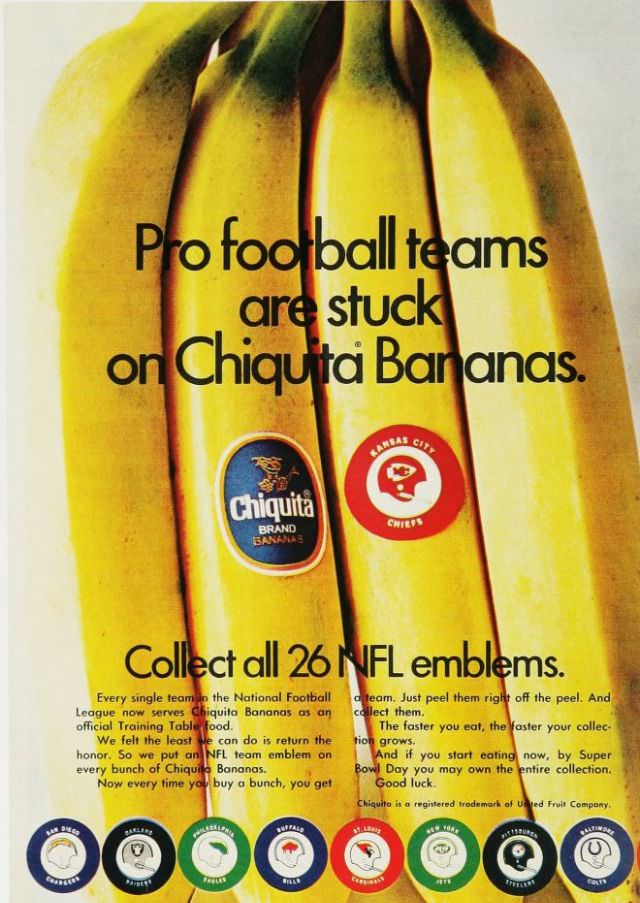 Pro football teams
are stuck
on Chiquita® Bananas.
Chiquita®
BRAND
BANANAS
KANSAS CITY
KC
CHIEFS
Collect all 26 NFL emblems.
Every single team in the National Football
League now serves Chiquita Bananas as an
official Training Table food.
We felt the least we can do is return the
honor. So we put an NFL team emblem on
every bunch of Chiquita Bananas.
Now every time you buy a bunch, you get
a team. Just peel them right off the peel. And
collect them.
The faster you eat, the faster your collec-
tion grows.
And if you start eating now, by Super
Bowl Day you may own the entire collection.
Good luck.
Chiquita is a registered trademark of United Fruit Company.
SAN DIEGO
CHARGERS
OAKLAND
RAIDERS
PHILADELPHIA
EAGLES
BUFFALO
BILLS
ST. LOUIS
CARDINALS
NEW YORK
JETS
PITTSBURGH
STEELERS
BALTIMORE
COLTS